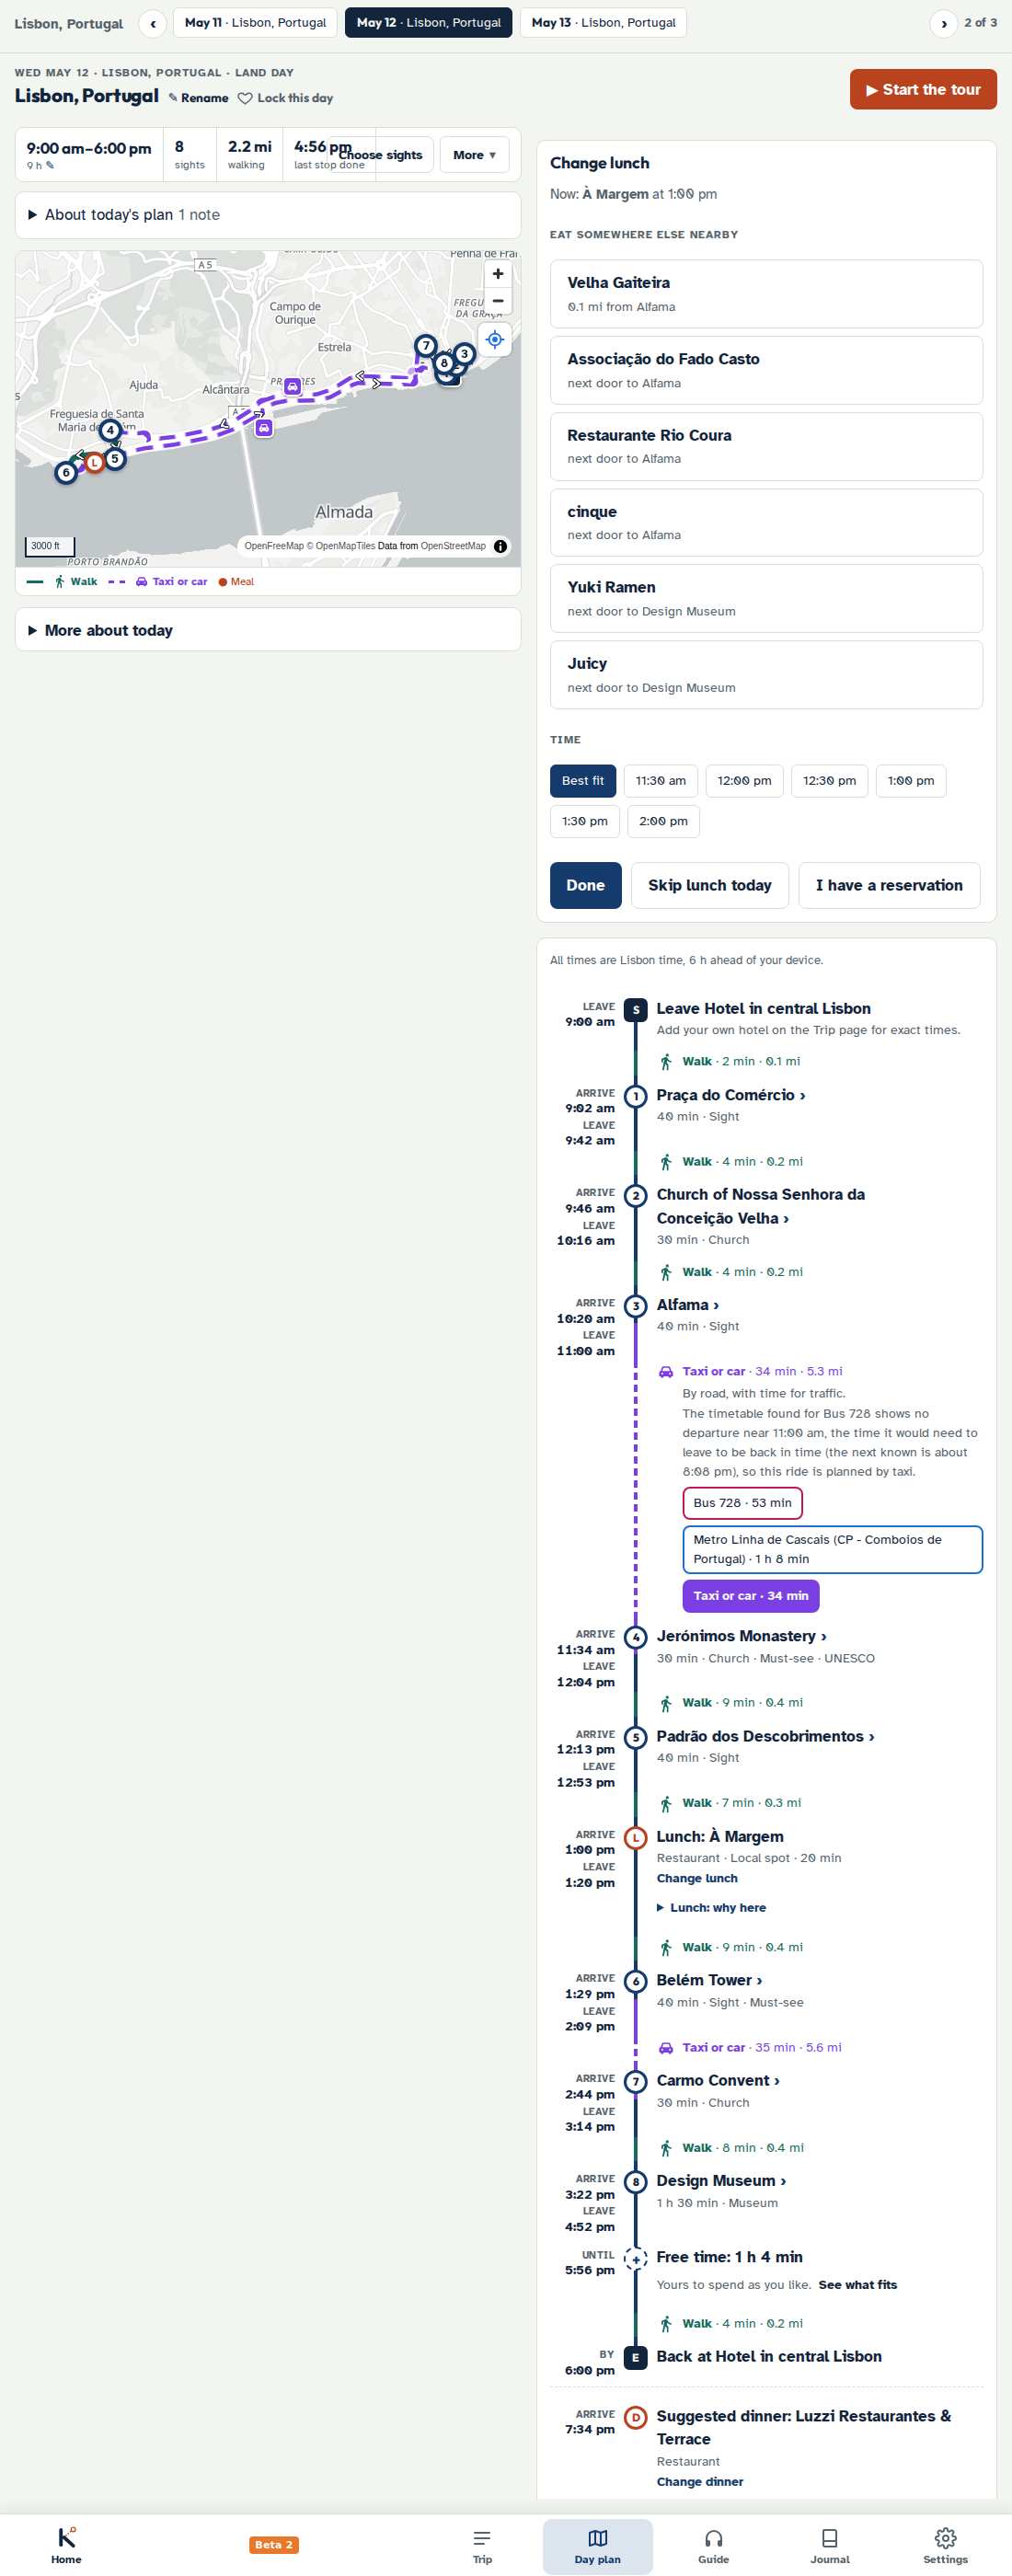 Lisbon, Portugal
‹
May 11 · Lisbon, Portugal
May 12 · Lisbon, Portugal
May 13 · Lisbon, Portugal
›
2 of 3
WED MAY 12 · LISBON, PORTUGAL · LAND DAY
Lisbon, Portugal
✎ Rename
Lock this day
▶ Start the tour
9:00 am–6:00 pm
9 h ✎
8
sights
2.2 mi
walking
4:56 pm
last stop done
Choose sights
More ▾
▶ About today's plan 1 note
A 5
Penha de Fran
Campo de
Ourique
DA GRAÇA
Estrela
Ajuda
Alcântara
Freguesia de Santa
Almada
PORTO BRANDÃO
+
−
7
8
3
4
5
6
L
3000 ft
OpenFreeMap © OpenMapTiles Data from OpenStreetMap
Walk
Taxi or car
Meal
▶ More about today
Change lunch
Now: À Margem at 1:00 pm
EAT SOMEWHERE ELSE NEARBY
Velha Gaiteira
0.1 mi from Alfama
Associação do Fado Casto
next door to Alfama
Restaurante Rio Coura
next door to Alfama
cinque
next door to Alfama
Yuki Ramen
next door to Design Museum
Juicy
next door to Design Museum
TIME
Best fit
11:30 am
12:00 pm
12:30 pm
1:00 pm
1:30 pm
2:00 pm
Done
Skip lunch today
I have a reservation
All times are Lisbon time, 6 h ahead of your device.
LEAVE
9:00 am
S
Leave Hotel in central Lisbon
Add your own hotel on the Trip page for exact times.
Walk · 2 min · 0.1 mi
ARRIVE
9:02 am
LEAVE
9:42 am
1
Praça do Comércio ›
40 min · Sight
Walk · 4 min · 0.2 mi
ARRIVE
9:46 am
LEAVE
10:16 am
2
Church of Nossa Senhora da
Conceição Velha ›
30 min · Church
Walk · 4 min · 0.2 mi
ARRIVE
10:20 am
LEAVE
11:00 am
3
Alfama ›
40 min · Sight
Taxi or car · 34 min · 5.3 mi
By road, with time for traffic.
The timetable found for Bus 728 shows no
departure near 11:00 am, the time it would need to
leave to be back in time (the next known is about
8:08 pm), so this ride is planned by taxi.
Bus 728 · 53 min
Metro Linha de Cascais (CP - Comboios de
Portugal) · 1 h 8 min
Taxi or car · 34 min
ARRIVE
11:34 am
LEAVE
12:04 pm
4
Jerónimos Monastery ›
30 min · Church · Must-see · UNESCO
Walk · 9 min · 0.4 mi
ARRIVE
12:13 pm
LEAVE
12:53 pm
5
Padrão dos Descobrimentos ›
40 min · Sight
Walk · 7 min · 0.3 mi
ARRIVE
1:00 pm
LEAVE
1:20 pm
L
Lunch: À Margem
Restaurant · Local spot · 20 min
Change lunch
▶ Lunch: why here
Walk · 9 min · 0.4 mi
ARRIVE
1:29 pm
LEAVE
2:09 pm
6
Belém Tower ›
40 min · Sight · Must-see
Taxi or car · 35 min · 5.6 mi
ARRIVE
2:44 pm
LEAVE
3:14 pm
7
Carmo Convent ›
30 min · Church
Walk · 8 min · 0.4 mi
ARRIVE
3:22 pm
LEAVE
4:52 pm
8
Design Museum ›
1 h 30 min · Museum
UNTIL
5:56 pm
+
Free time: 1 h 4 min
Yours to spend as you like. See what fits
Walk · 4 min · 0.2 mi
BY
6:00 pm
E
Back at Hotel in central Lisbon
ARRIVE
7:34 pm
D
Suggested dinner: Luzzi Restaurantes &
Terrace
Restaurant
Change dinner
Home
Beta 2
Trip
Day plan
Guide
Journal
Settings